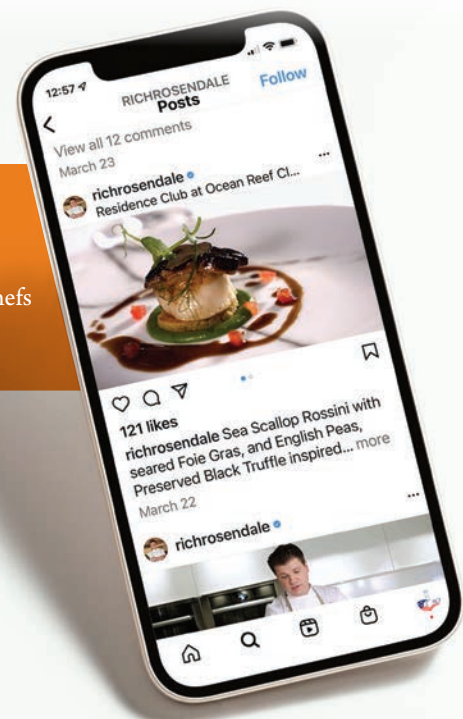 12:57
RICHROSENDALE
Posts
Follow
View all 12 comments
March 23
richrosendale
Residence Club at Ocean Reef Cl...
hefs
121 likes
richrosendale Sea Scallop Rossini with
seared Foie Gras, and English Peas,
Preserved Black Truffle inspired... more
March 22
richrosendale